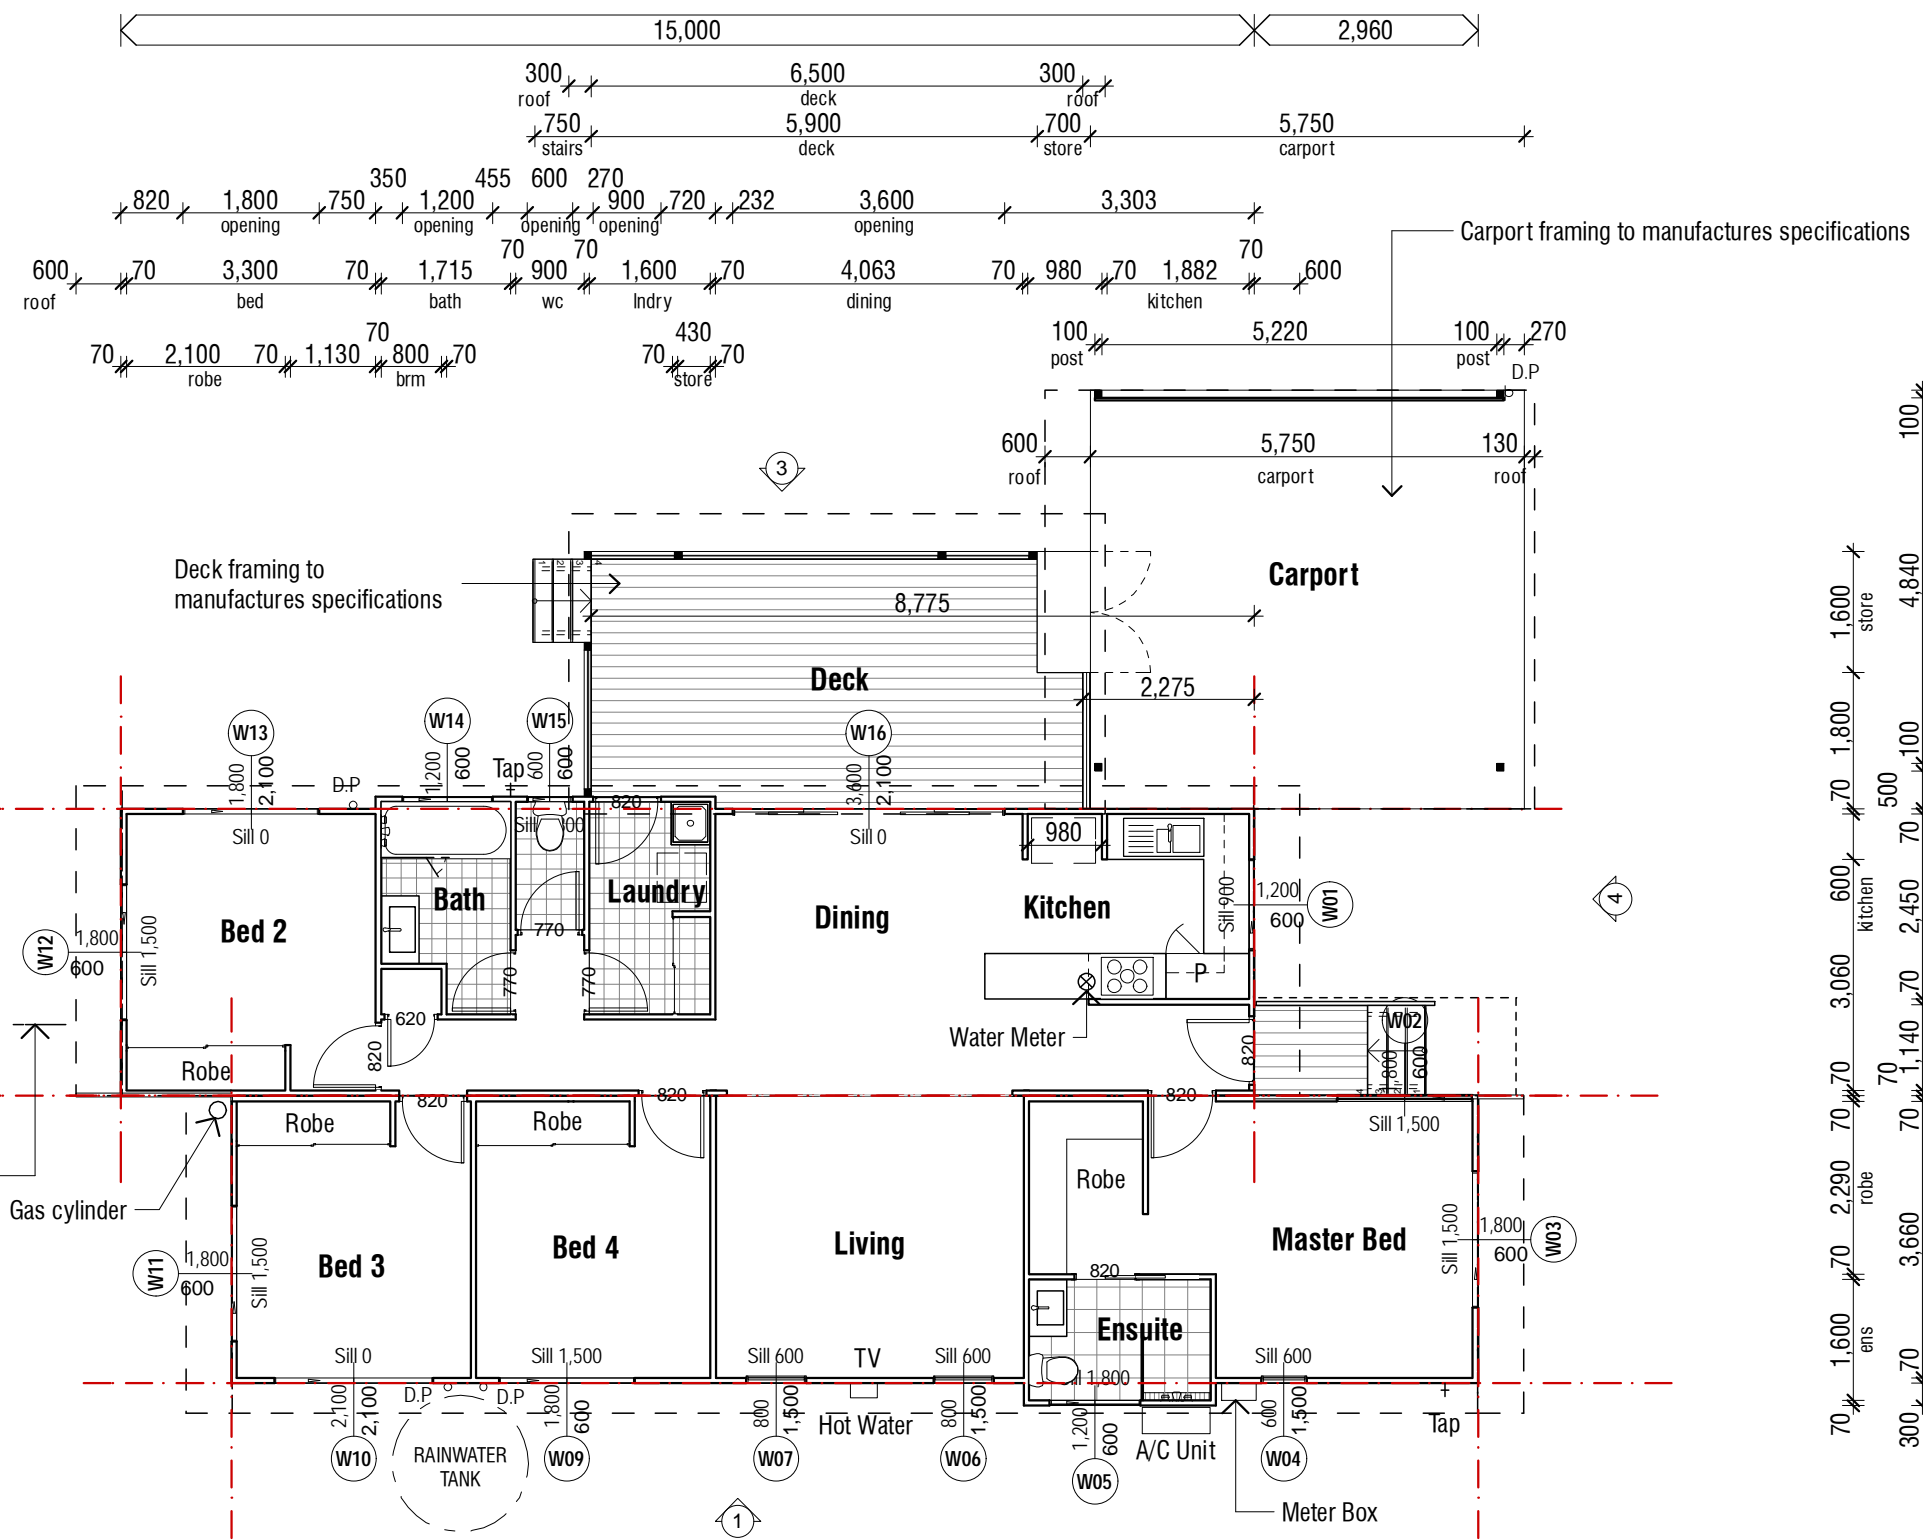 15,000 2,960
300 6,500 300
roof deck roof
750 5,900 700 5,750
stairs deck store carport
350 455 600 270
820 1,800 750 1,200 900 720 232 3,600 3,303
opening opening opening opening opening
70 70 70
600 70 3,300 70 1,715 900 1,600 70 4,063 70 980 70 1,882 600
roof bed bath wc lndry dining kitchen
Carport framing to manufactures specifications
70 430 100 5,220 100 270
70 2,100 70 1,130 800 70 70 70
robe brm store post post
D.P
600 5,750 130
roof carport roof
3
Deck framing to
manufactures specifications
1 2 3 4
8,775
Carport
Deck
2,275
W13 W14 W15 W16
1,800 2,100 1,200 600 600 600 3,600 2,100
D.P Tap
820
Sill 0 Sill Sill 0
980
Bath Laundry Dining Kitchen
Bed 2
Sill 900
1,200
600
W01
4
W12
1,800
600
Sill 1,500
770
770 770
P
620
Water Meter
820 820
W02
1,800 600
Robe
820 820 820
Robe Robe
Sill 1,500
Robe
Gas cylinder
Bed 3 Bed 4 Living Master Bed
W11
1,800
600
Sill 1,500
Sill 1,500
1,800
600
W03
820
Ensuite
Sill 0 Sill 1,500 Sill 600 TV Sill 600 1,800 Sill 600
D.P D.P
2,100 2,100 1,800 600 800 1,500 800 1,500 1,200 600 600 1,500
Hot Water
Tap
W10 W09 W07 W06 W05 W04
RAINWATER
TANK
A/C Unit
Meter Box
1
1,600
store
1,800
70
600
kitchen
3,060
70
70
2,290
robe
70
1,600
ens
70
100
4,840
100
500
70
2,450
70
1,140
70
70
3,660
70
300